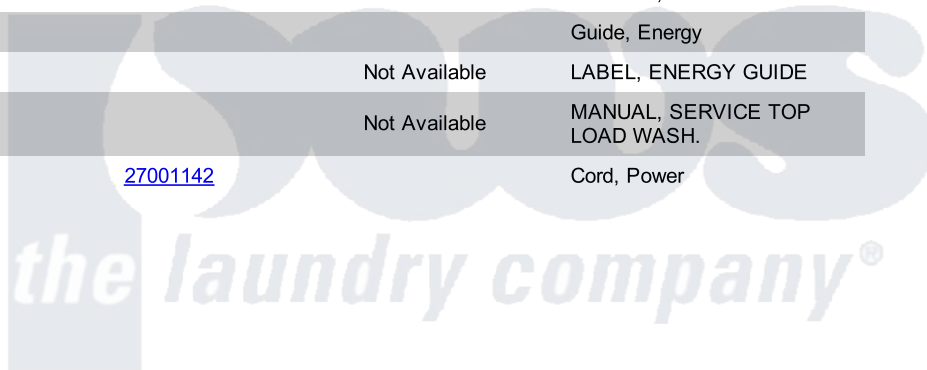 Guide, Energy
Not Available LABEL, ENERGY GUIDE
Not Available MANUAL, SERVICE TOP
LOAD WASH.
27001142 Cord, Power
the laundry company®